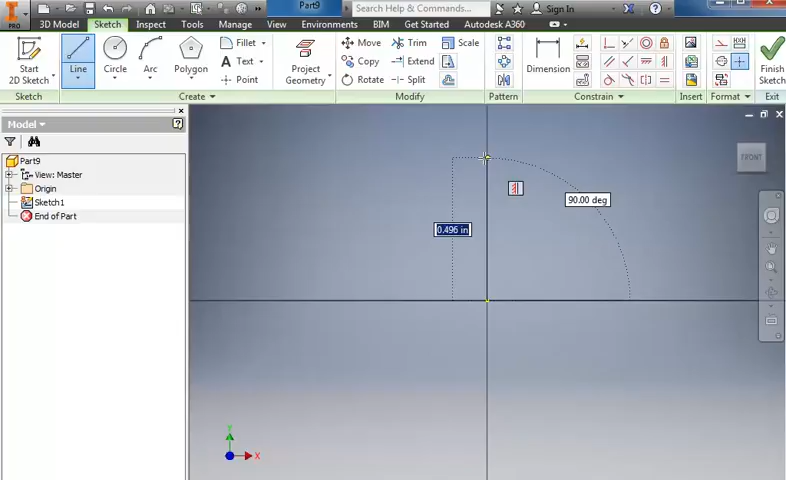 Part9
Search Help & Commands...
Sign In
PRO
3D Model
Sketch
Inspect
Tools
Manage
View
Environments
BIM
Get Started
Autodesk A360
Start
2D Sketch
Line
Circle
Arc
Polygon
Fillet
Text
Point
Project
Geometry
Move
Copy
Rotate
Trim
Extend
Split
Scale
Dimension
Finish
Sketch
Sketch
Create
Modify
Pattern
Constrain
Insert
Format
Exit
Model
Part9
View: Master
Origin
Sketch1
End of Part
FRONT
90.00 deg
0.496 in
Y
X